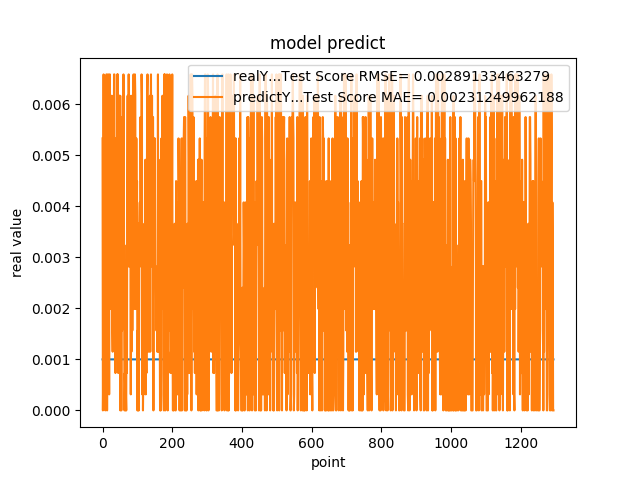 model predict
realY...Test Score RMSE= 0.00289133463279
predictY...Test Score MAE= 0.00231249962188
0.006
0.005
0.004
0.003
0.002
0.001
0.000
real value
0 200 400 600 800 1000 1200
point